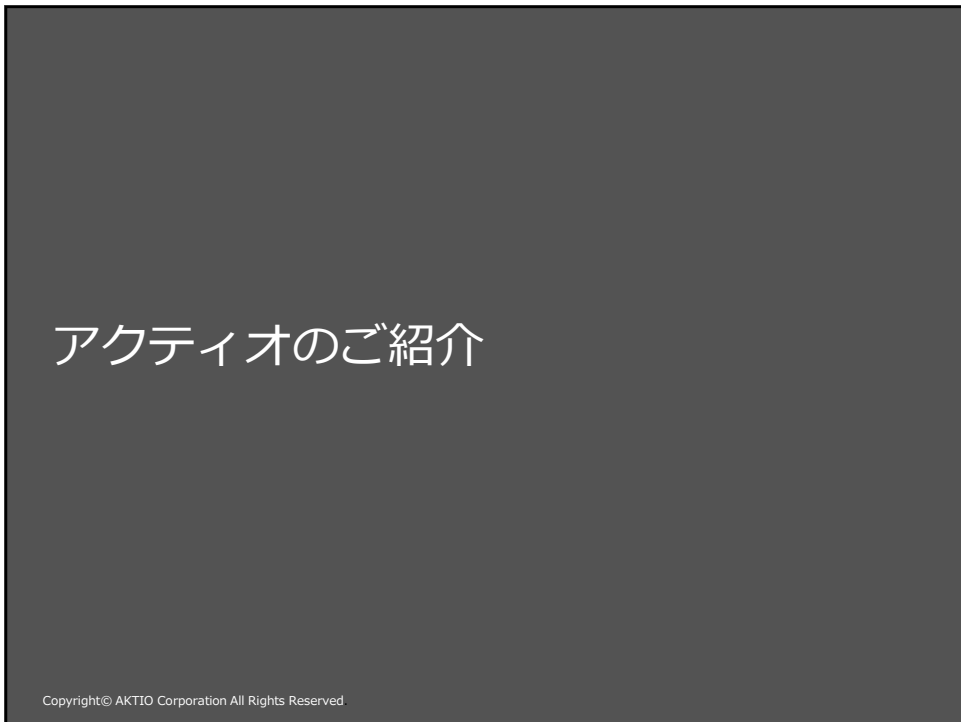 アクティオのご紹介
Copyright© AKTIO Corporation All Rights Reserved.